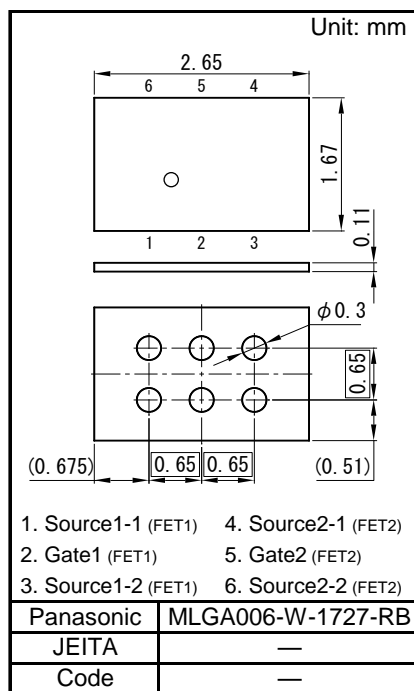 Unit: mm
2.65
6 5 4
1.67
1 2 3
0.11
φ0.3
0.65
(0.675) 0.65 0.65 (0.51)
1. Source1-1 (FET1) 4. Source2-1 (FET2)
2. Gate1 (FET1) 5. Gate2 (FET2)
3. Source1-2 (FET1) 6. Source2-2 (FET2)
Panasonic MLGA006-W-1727-RB
JEITA —
Code —